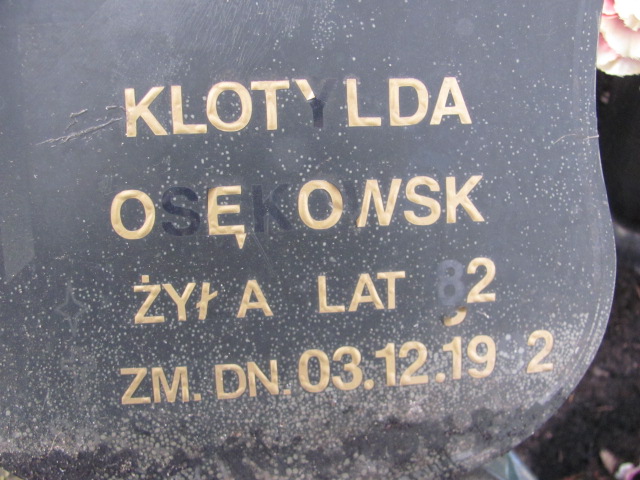 KLOTYLDA
OSĘKOWSK
ŻYŁA LAT 82
ZM. DN. 03.12.19 2